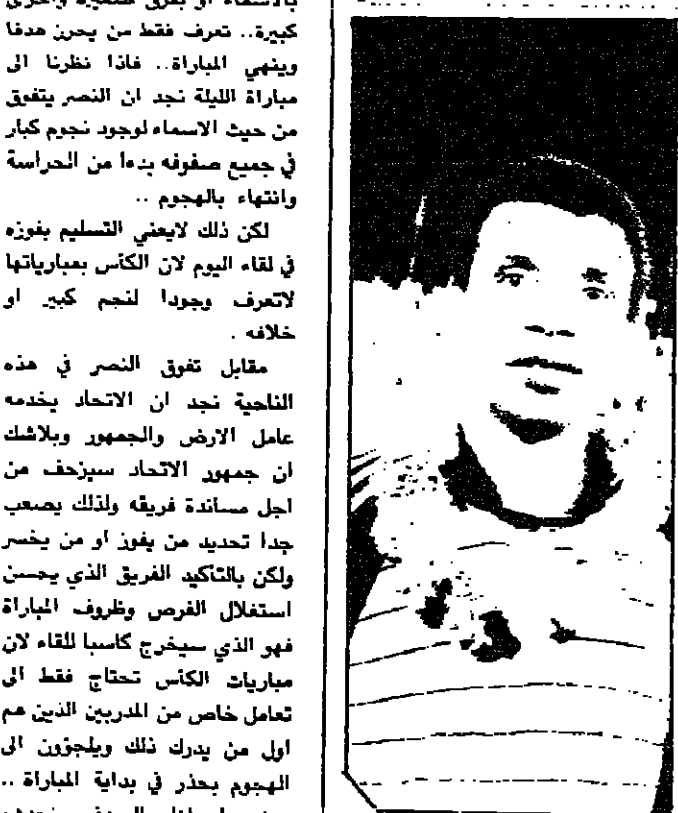 بالاسماء او بفرق صغيرة واخرى
كبيرة.. تعرف فقط من يحرز هدفا
وينهي المباراة.. فاذا نظرنا الى
مباراة الليلة نجد ان النصر يتفوق
من حيث الاسماء لوجود نجوم كبار
في جميع صفوفه بدءا من الحراسة
وانتهاء بالهجوم ..
لكن ذلك لايعني التسليم بفوزه
في لقاء اليوم لان الكأس بمبارياتها
لاتعرف وجودا لنجم كبير او
خلافه .
مقابل تفوق النصر في هذه
الناحية نجد ان الاتحاد يخدمه
عامل الارض والجمهور وبلاشك
ان جمهور الاتحاد سيزحف من
اجل مساندة فريقه ولذلك يصعب
جدا تحديد من يفوز او من يخسر
ولكن بالتأكيد الفريق الذي يحسن
استغلال الفرص وظروف المباراة
فهو الذي سيخرج كاسبا للقاء لان
مباريات الكأس تحتاج فقط الى
تعامل خاص من المدربين الذين هم
اول من يدرك ذلك ويلجؤون الى
الهجوم بحذر في بداية المباراة ..